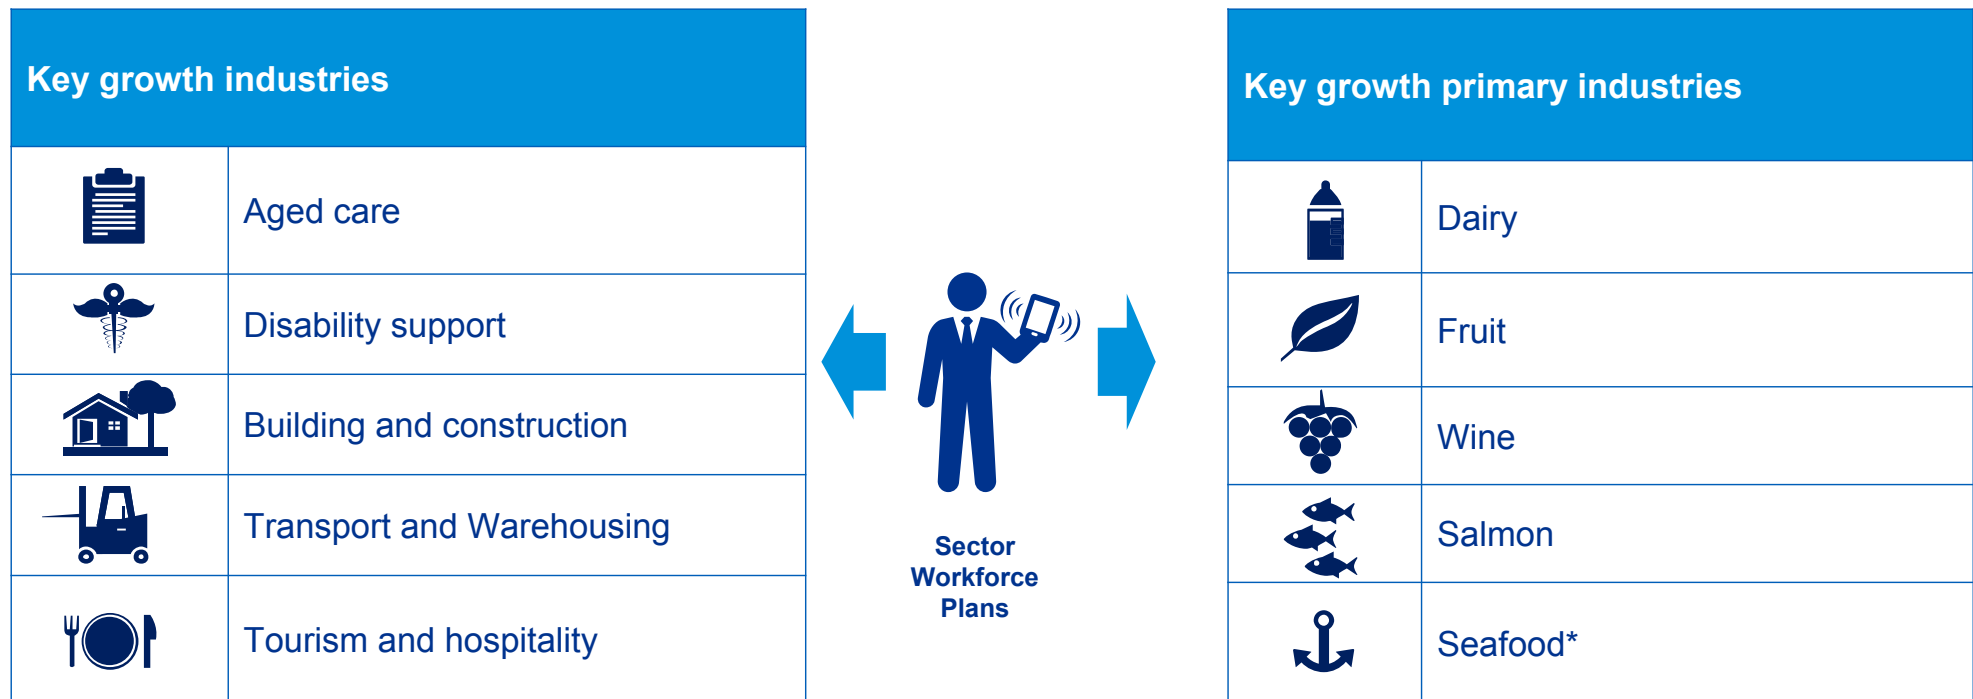 Key growth industries
Aged care
Disability support
Building and construction
Transport and Warehousing
Tourism and hospitality
Sector
Workforce
Plans
Key growth primary industries
Dairy
Fruit
Wine
Salmon
Seafood*